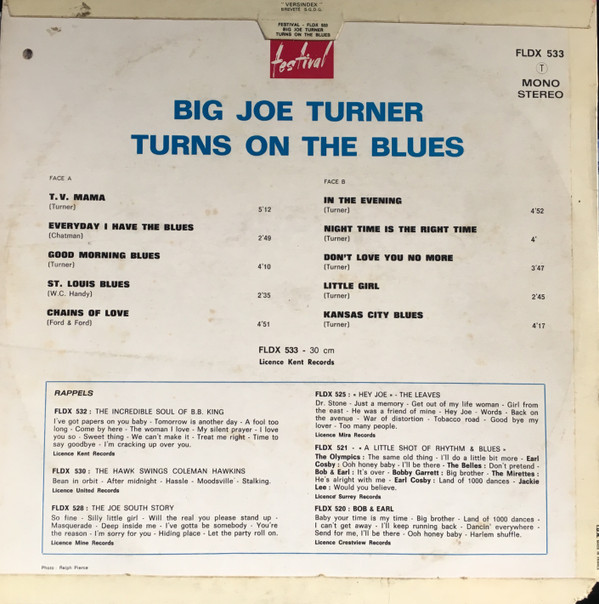 " VERSINDEX "
BREVETÉ S.G.D.G.
FESTIVAL - FLDX 533
BIG JOE TURNER
TURNS ON THE BLUES
festival
FLDX 533
T
MONO
STEREO
BIG JOE TURNER
TURNS ON THE BLUES
FACE A
T.V. MAMA
(Turner) 5'12
EVERYDAY I HAVE THE BLUES
(Chatman) 2'49
GOOD MORNING BLUES
(Turner) 4'10
ST. LOUIS BLUES
(W.C. Handy) 2'35
CHAINS OF LOVE
(Ford & Ford) 4'51
FACE B
IN THE EVENING
(Turner) 4'52
NIGHT TIME IS THE RIGHT TIME
(Turner) 4'
DON'T LOVE YOU NO MORE
(Turner) 3'47
LITTLE GIRL
(Turner) 2'45
KANSAS CITY BLUES
(Turner) 4'17
FLDX 533 - 30 cm
Licence Kent Records
RAPPELS
FLDX 532 : THE INCREDIBLE SOUL OF B.B. KING
I've got papers on you baby - Tomorrow is another day - A fool too
long - Come by here - The woman I love - My silent prayer - I love
you so - Sweet thing - We can't make it - Treat me right - Time to
say goodbye - I'm cracking up over you.
Licence Kent Records
FLDX 530 : THE HAWK SWINGS COLEMAN HAWKINS
Bean in orbit - After midnight - Hassle - Moodsville - Stalking.
Licence United Records
FLDX 528 : THE JOE SOUTH STORY
So fine - Silly little girl - Will the real you please stand up -
Masquerade - Deep inside me - I've gotta be somebody - You're
the reason - I'm sorry for you - Hiding place - Let the party roll on.
Licence Mine Records
FLDX 525 : « HEY JOE » - THE LEAVES
Dr. Stone - Just a memory - Get out of my life woman - Girl from
the east - He was a friend of mine - Hey Joe - Words - Back on
the avenue - War of distortion - Tobacco road - Good bye my
lover - Too many people.
Licence Mira Records
FLDX 521 - « A LITTLE SHOT OF RHYTHM & BLUES »
The Olympics : The same old thing - I'll do a little bit more - Earl
Cosby : Ooh honey baby - I'll be there - The Belles : Don't pretend -
Bob & Earl : It's over - Bobby Garrett : Big brother - The Mirettes :
He's alright with me - Earl Cosby : Land of 1000 dances - Jackie
Lee : Would you believe.
Licence Surrey Records
FLDX 520 : BOB & EARL
Baby your time is my time - Big brother - Land of 1000 dances -
I can't get away - I'll keep running back - Dancin' everywhere -
Send for me, I'll be there - Ooh honey baby - Harlem shuffle.
Licence Crestview Records
Photo : Ralph Pierce